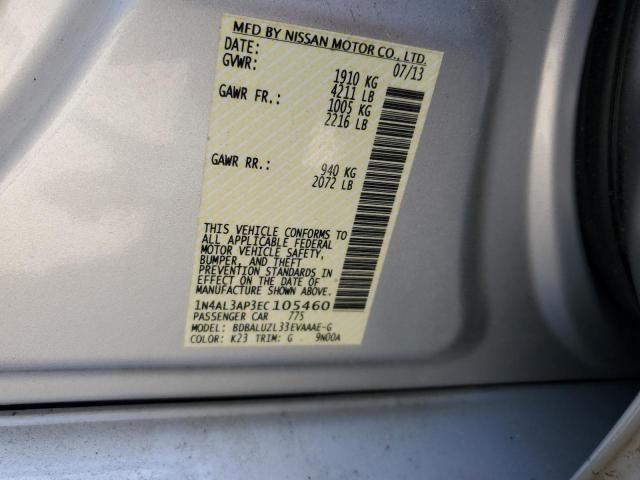 MFD BY NISSAN MOTOR CO., LTD.
DATE: 07/13
GVWR: 1910 KG
4211 LB
GAWR FR.: 1005 KG
2216 LB
GAWR RR.: 940 KG
2072 LB
THIS VEHICLE CONFORMS TO
ALL APPLICABLE FEDERAL
MOTOR VEHICLE SAFETY,
BUMPER, AND THEFT
PREVENTION STANDARDS IN
EFFECT ON THE DATE OF
MANUFACTURE SHOWN ABOVE.
1N4AL3AP3EC105460
PASSENGER CAR 775
MODEL: BDBALUZL33EVAAAE-G
COLOR: K23 TRIM: G 9N00A